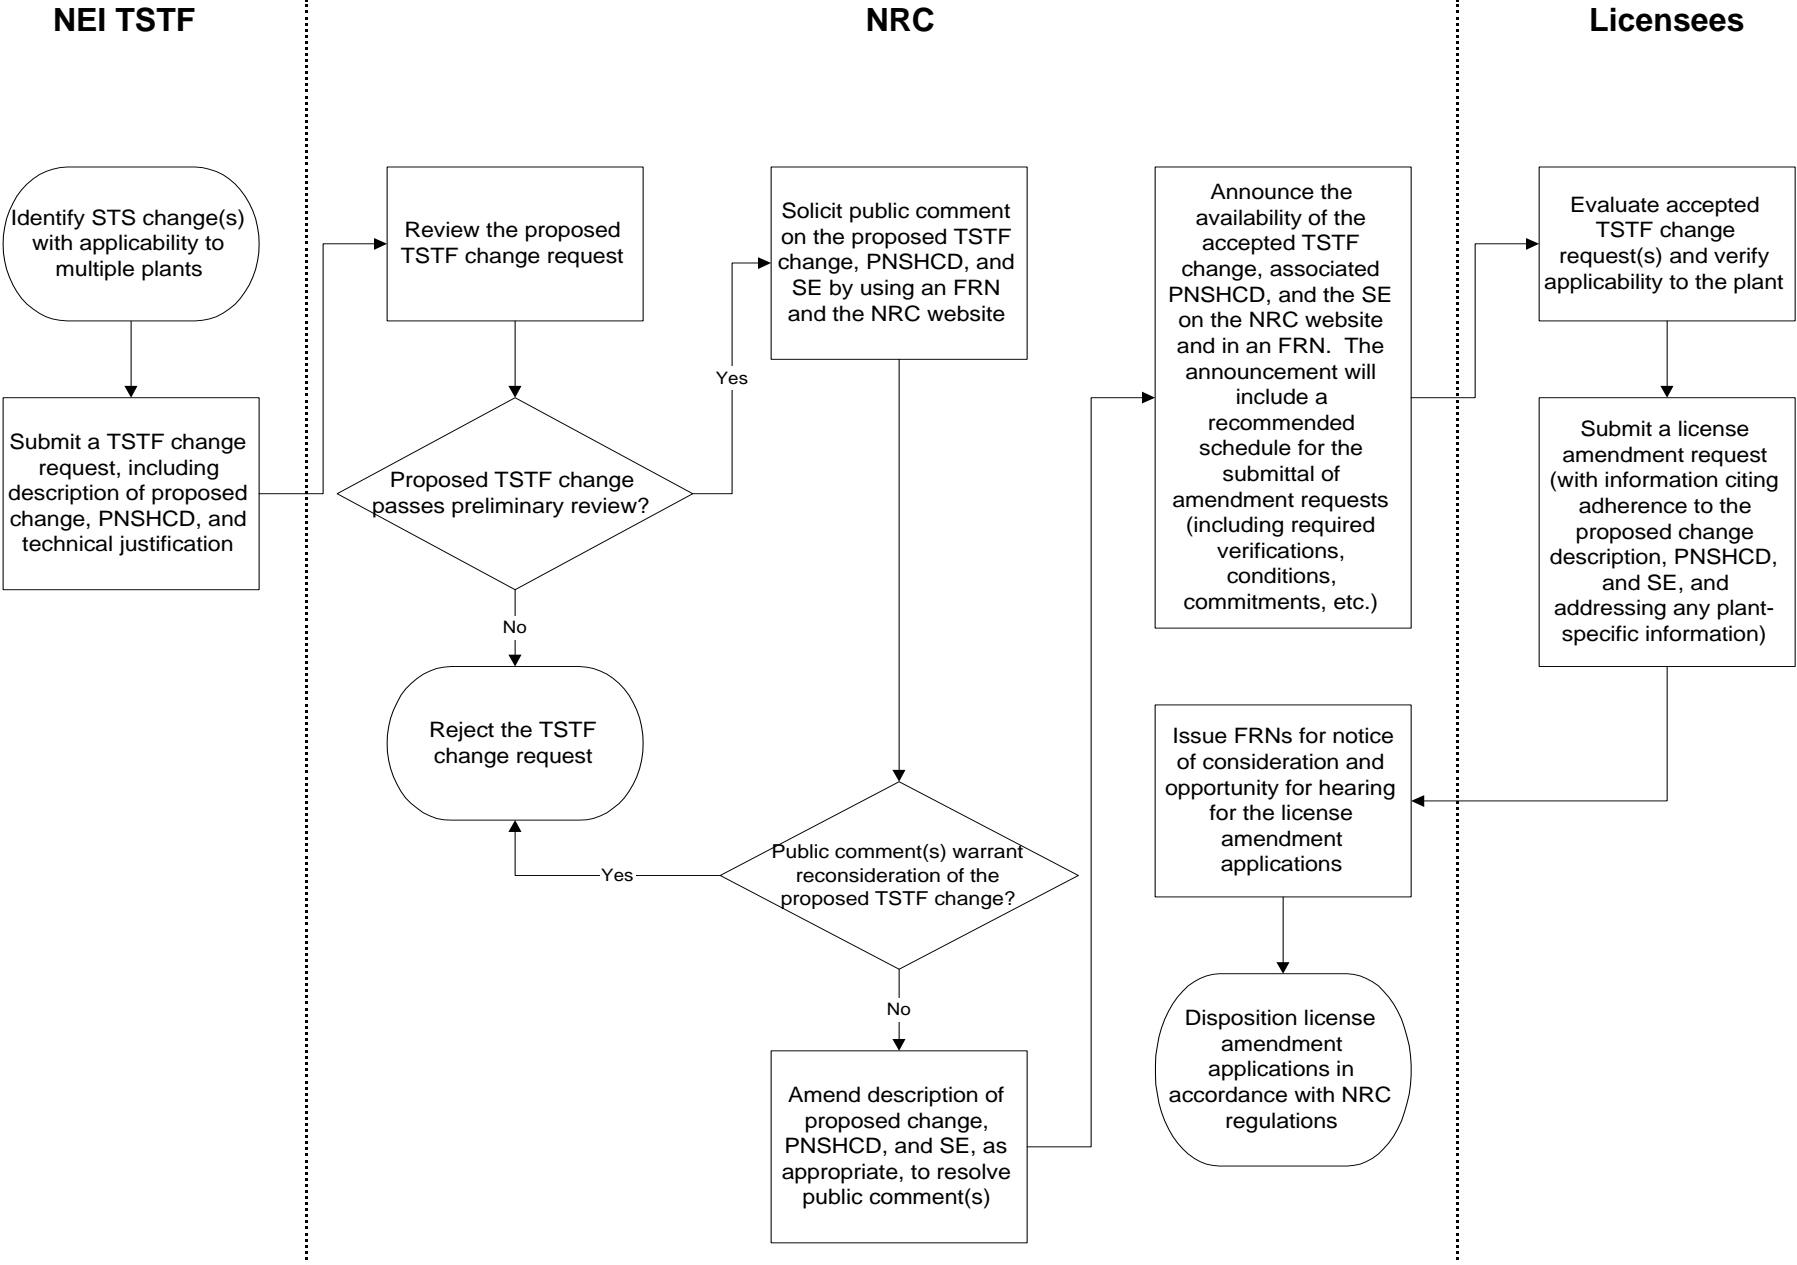 NEI TSTF
NRC
Licensees
Identify STS change(s)
with applicability to
multiple plants
Submit a TSTF change
request, including
description of proposed
change, PNSHCD, and
technical justification
Review the proposed
TSTF change request
Proposed TSTF change
passes preliminary review?
Yes
No
Reject the TSTF
change request
Solicit public comment
on the proposed TSTF
change, PNSHCD, and
SE by using an FRN
and the NRC website
Public comment(s) warrant
reconsideration of the
proposed TSTF change?
Yes
No
Amend description of
proposed change,
PNSHCD, and SE, as
appropriate, to resolve
public comment(s)
Announce the
availability of the
accepted TSTF
change, associated
PNSHCD, and the SE
on the NRC website
and in an FRN.  The
announcement will
include a
recommended
schedule for the
submittal of
amendment requests
(including required
verifications,
conditions,
commitments, etc.)
Evaluate accepted
TSTF change
request(s) and verify
applicability to the plant
Submit a license
amendment request
(with information citing
adherence to the
proposed change
description, PNSHCD,
and SE, and
addressing any plant-
specific information)
Issue FRNs for notice
of consideration and
opportunity for hearing
for the license
amendment
applications
Disposition license
amendment
applications in
accordance with NRC
regulations